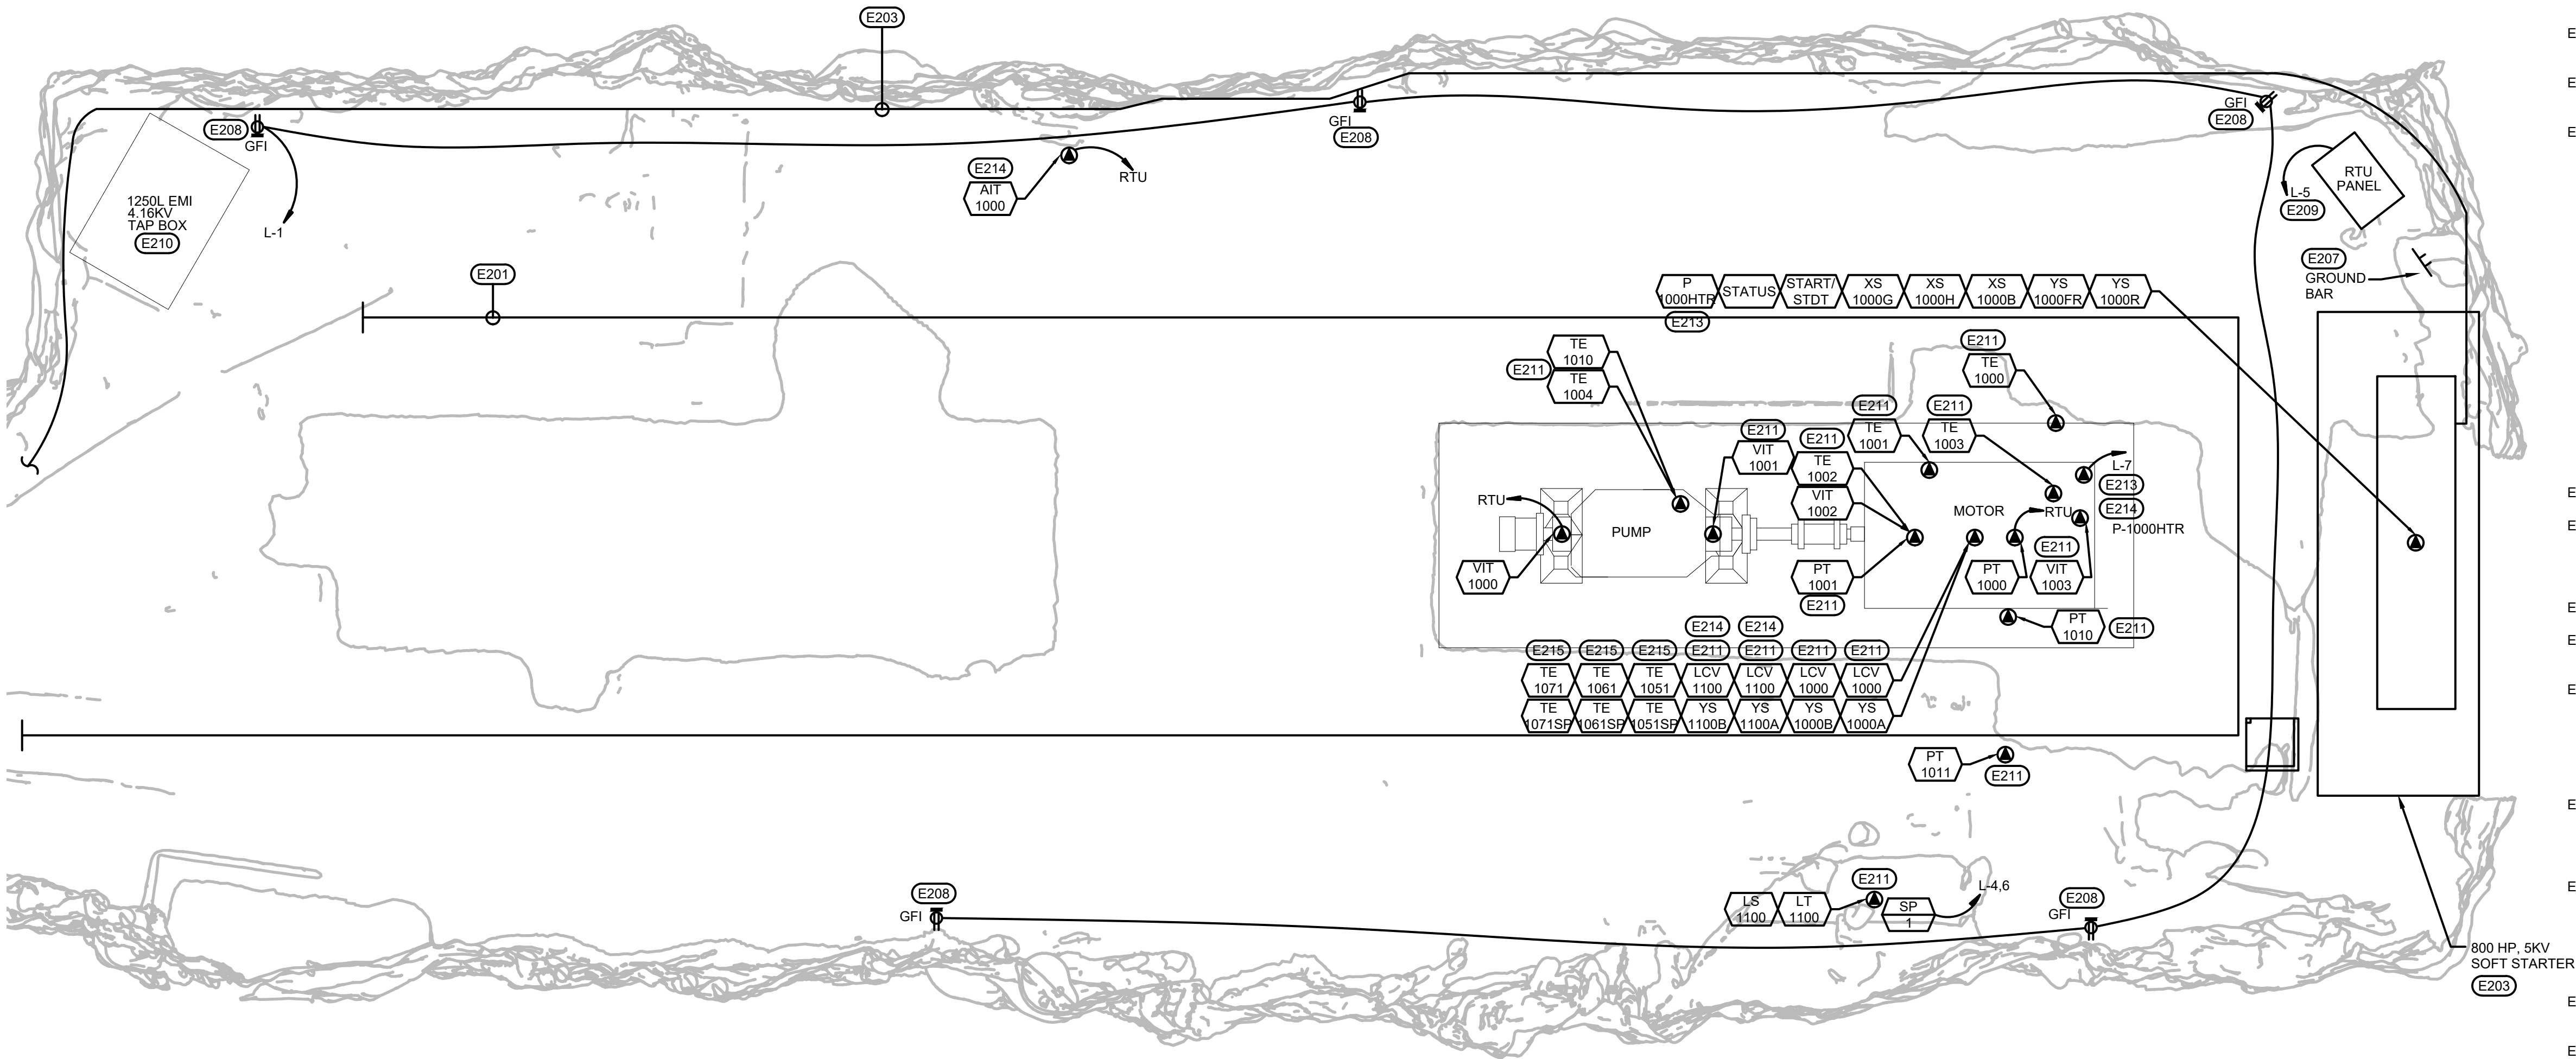 E203
E208
GFI
L-1
1250L EMI
4.16KV
TAP BOX
E210
E201
E214
AIT
1000
RTU
GFI
E208
GFI
E208
RTU
PANEL
L-5
E209
E207
GROUND
BAR
P
1000HTR
STATUS
START/
STDT
XS
1000G
XS
1000H
XS
1000B
YS
1000FR
YS
1000R
E213
TE
1010
E211
TE
1004
E211
TE
1000
E211
TE
1001
E211
TE
1003
E211
VIT
1001
E211
TE
1002
VIT
1002
L-7
E213
E214
P-1000HTR
RTU
PUMP
MOTOR
RTU
VIT
1000
PT
1001
E211
PT
1000
E211
VIT
1003
PT
1010
E211
E214
E214
E215
E215
E215
E211
E211
E211
E211
TE
1071
TE
1061
TE
1051
LCV
1100
LCV
1100
LCV
1000
LCV
1000
TE
1071SP
TE
1061SP
TE
1051SP
YS
1100B
YS
1100A
YS
1000B
YS
1000A
PT
1011
E211
E208
GFI
LS
1100
LT
1100
E211
SP
1
L-4,6
E208
GFI
800 HP, 5KV
SOFT STARTER
E203
E
E
E
E
E
E
E
E
E
E
E
E